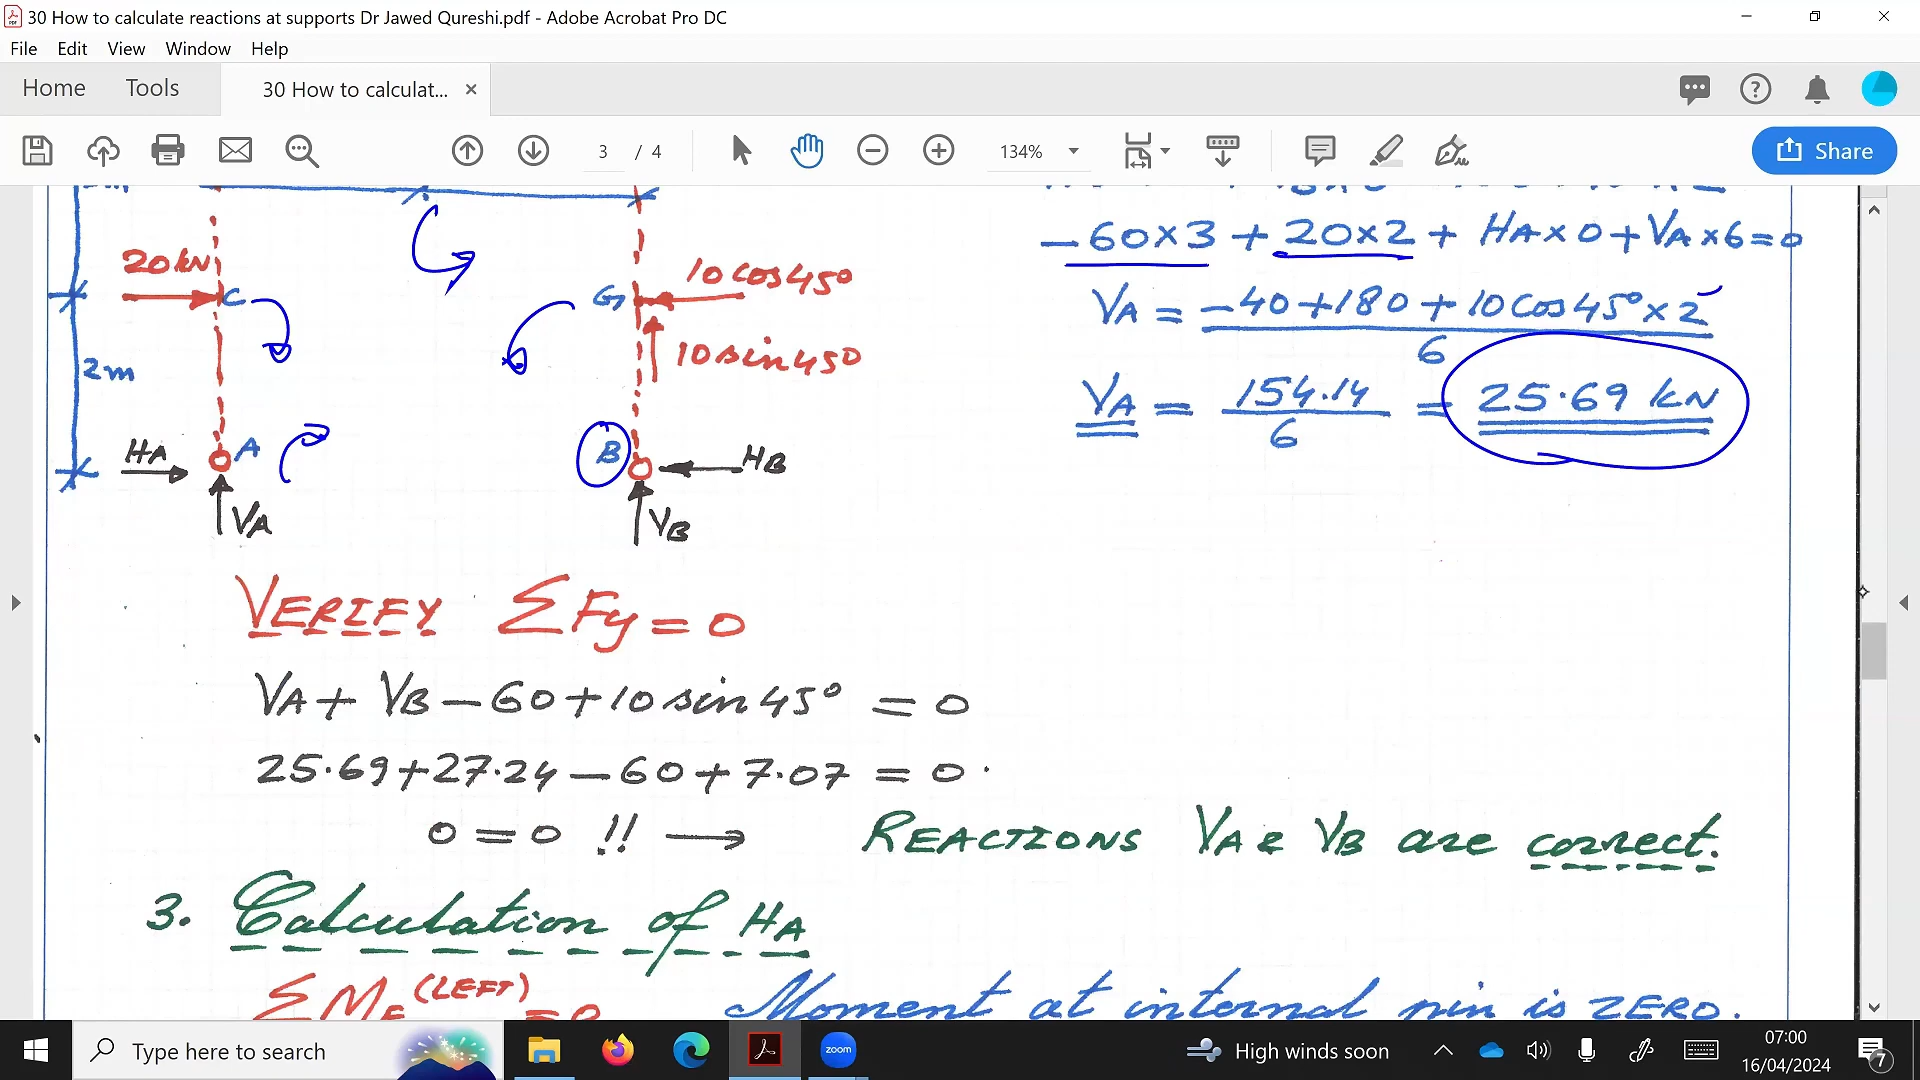 30 How to calculate reactions at supports Dr Jawed Qureshi.pdf - Adobe Acrobat Pro DC
File Edit View Window Help
Home Tools 30 How to calculat... ×
3 / 4 134% Share
-60×3 + 20×2 + HA×0 + VA×6=0
20kN C G 10cos45°
VA = -40+180+10cos45°×2
6
2m 10sin45°
VA = 154.14 = 25.69 kN
6
HA A B HB
VA VB
VERIFY ΣFy=0
VA + VB - 60 + 10sin45° = 0
25.69+27.24-60+7.07 = 0
0=0 !! → REACTIONS VA & VB are correct.
3. Calculation of HA
ΣMF (LEFT) = 0 Moment at internal pin is ZERO.
Type here to search zoom High winds soon 07:00
16/04/2024 7